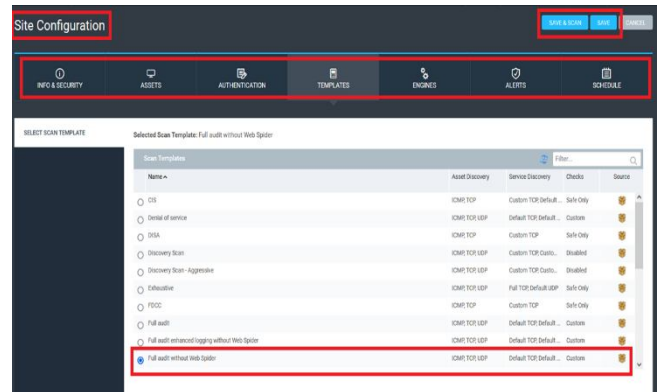 Site Configuration
SAVE & SCAN SAVE CANCEL
INFO & SECURITY ASSETS AUTHENTICATION TEMPLATES ENGINES ALERTS SCHEDULE
SELECT SCAN TEMPLATE
Selected Scan Template: Full audit without Web Spider
Scan Templates Filter...
Name Asset Discovery Service Discovery Checks Source
CIS ICMP, TCP Custom TCP, Default ... Safe Only
Denial of service ICMP, TCP, UDP Default TCP, Default ... Custom
DISA ICMP, TCP Custom TCP Safe Only
Discovery Scan ICMP, TCP, UDP Custom TCP, Custo... Disabled
Discovery Scan - Aggressive ICMP, TCP, UDP Custom TCP, Custo... Disabled
Exhaustive ICMP, TCP, UDP Full TCP, Default UDP Safe Only
FDCC ICMP, TCP Custom TCP Safe Only
Full audit ICMP, TCP, UDP Default TCP, Default ... Custom
Full audit enhanced logging without Web Spider ICMP, TCP, UDP Default TCP, Default ... Custom
Full audit without Web Spider ICMP, TCP, UDP Default TCP, Default ... Custom